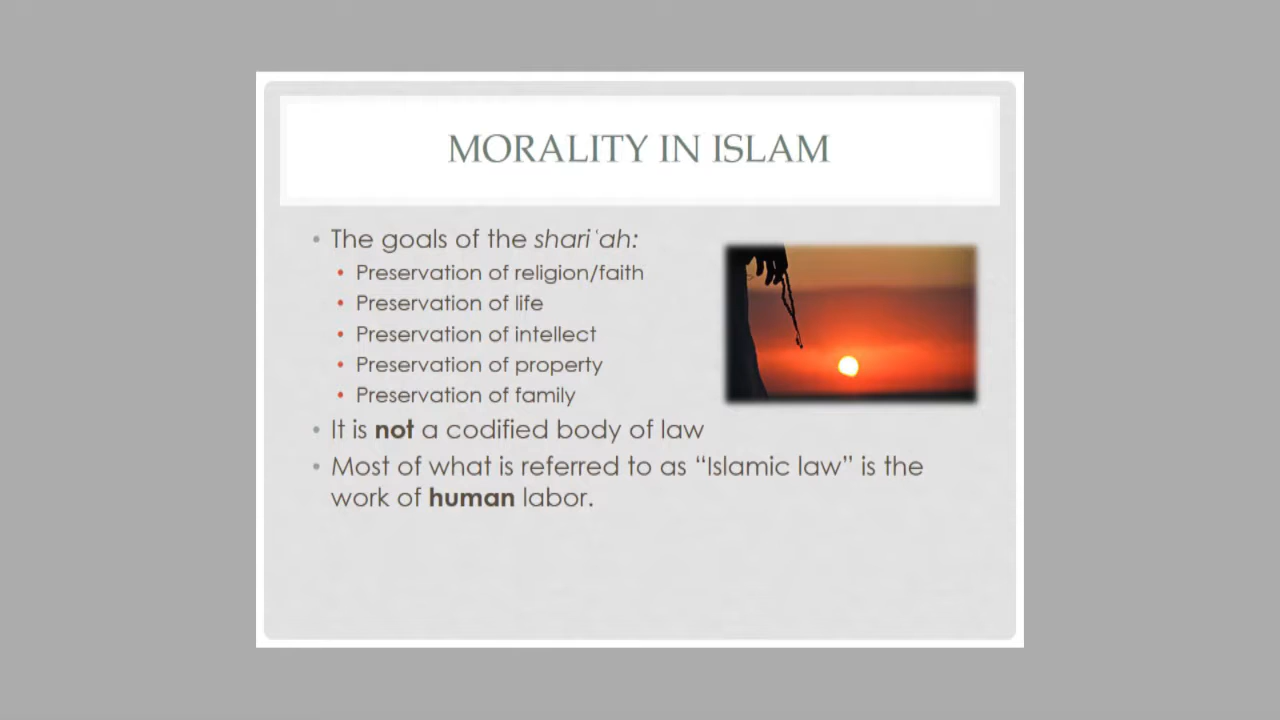 MORALITY IN ISLAM
• The goals of the shariʿah:
• Preservation of religion/faith
• Preservation of life
• Preservation of intellect
• Preservation of property
• Preservation of family
• It is not a codified body of law
• Most of what is referred to as “Islamic law” is the
work of human labor.